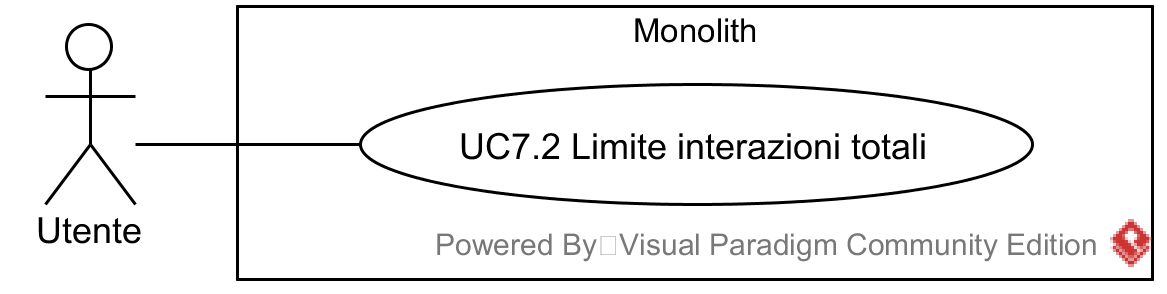 Monolith
UC7.2 Limite interazioni totali
Utente
Powered By Visual Paradigm Community Edition